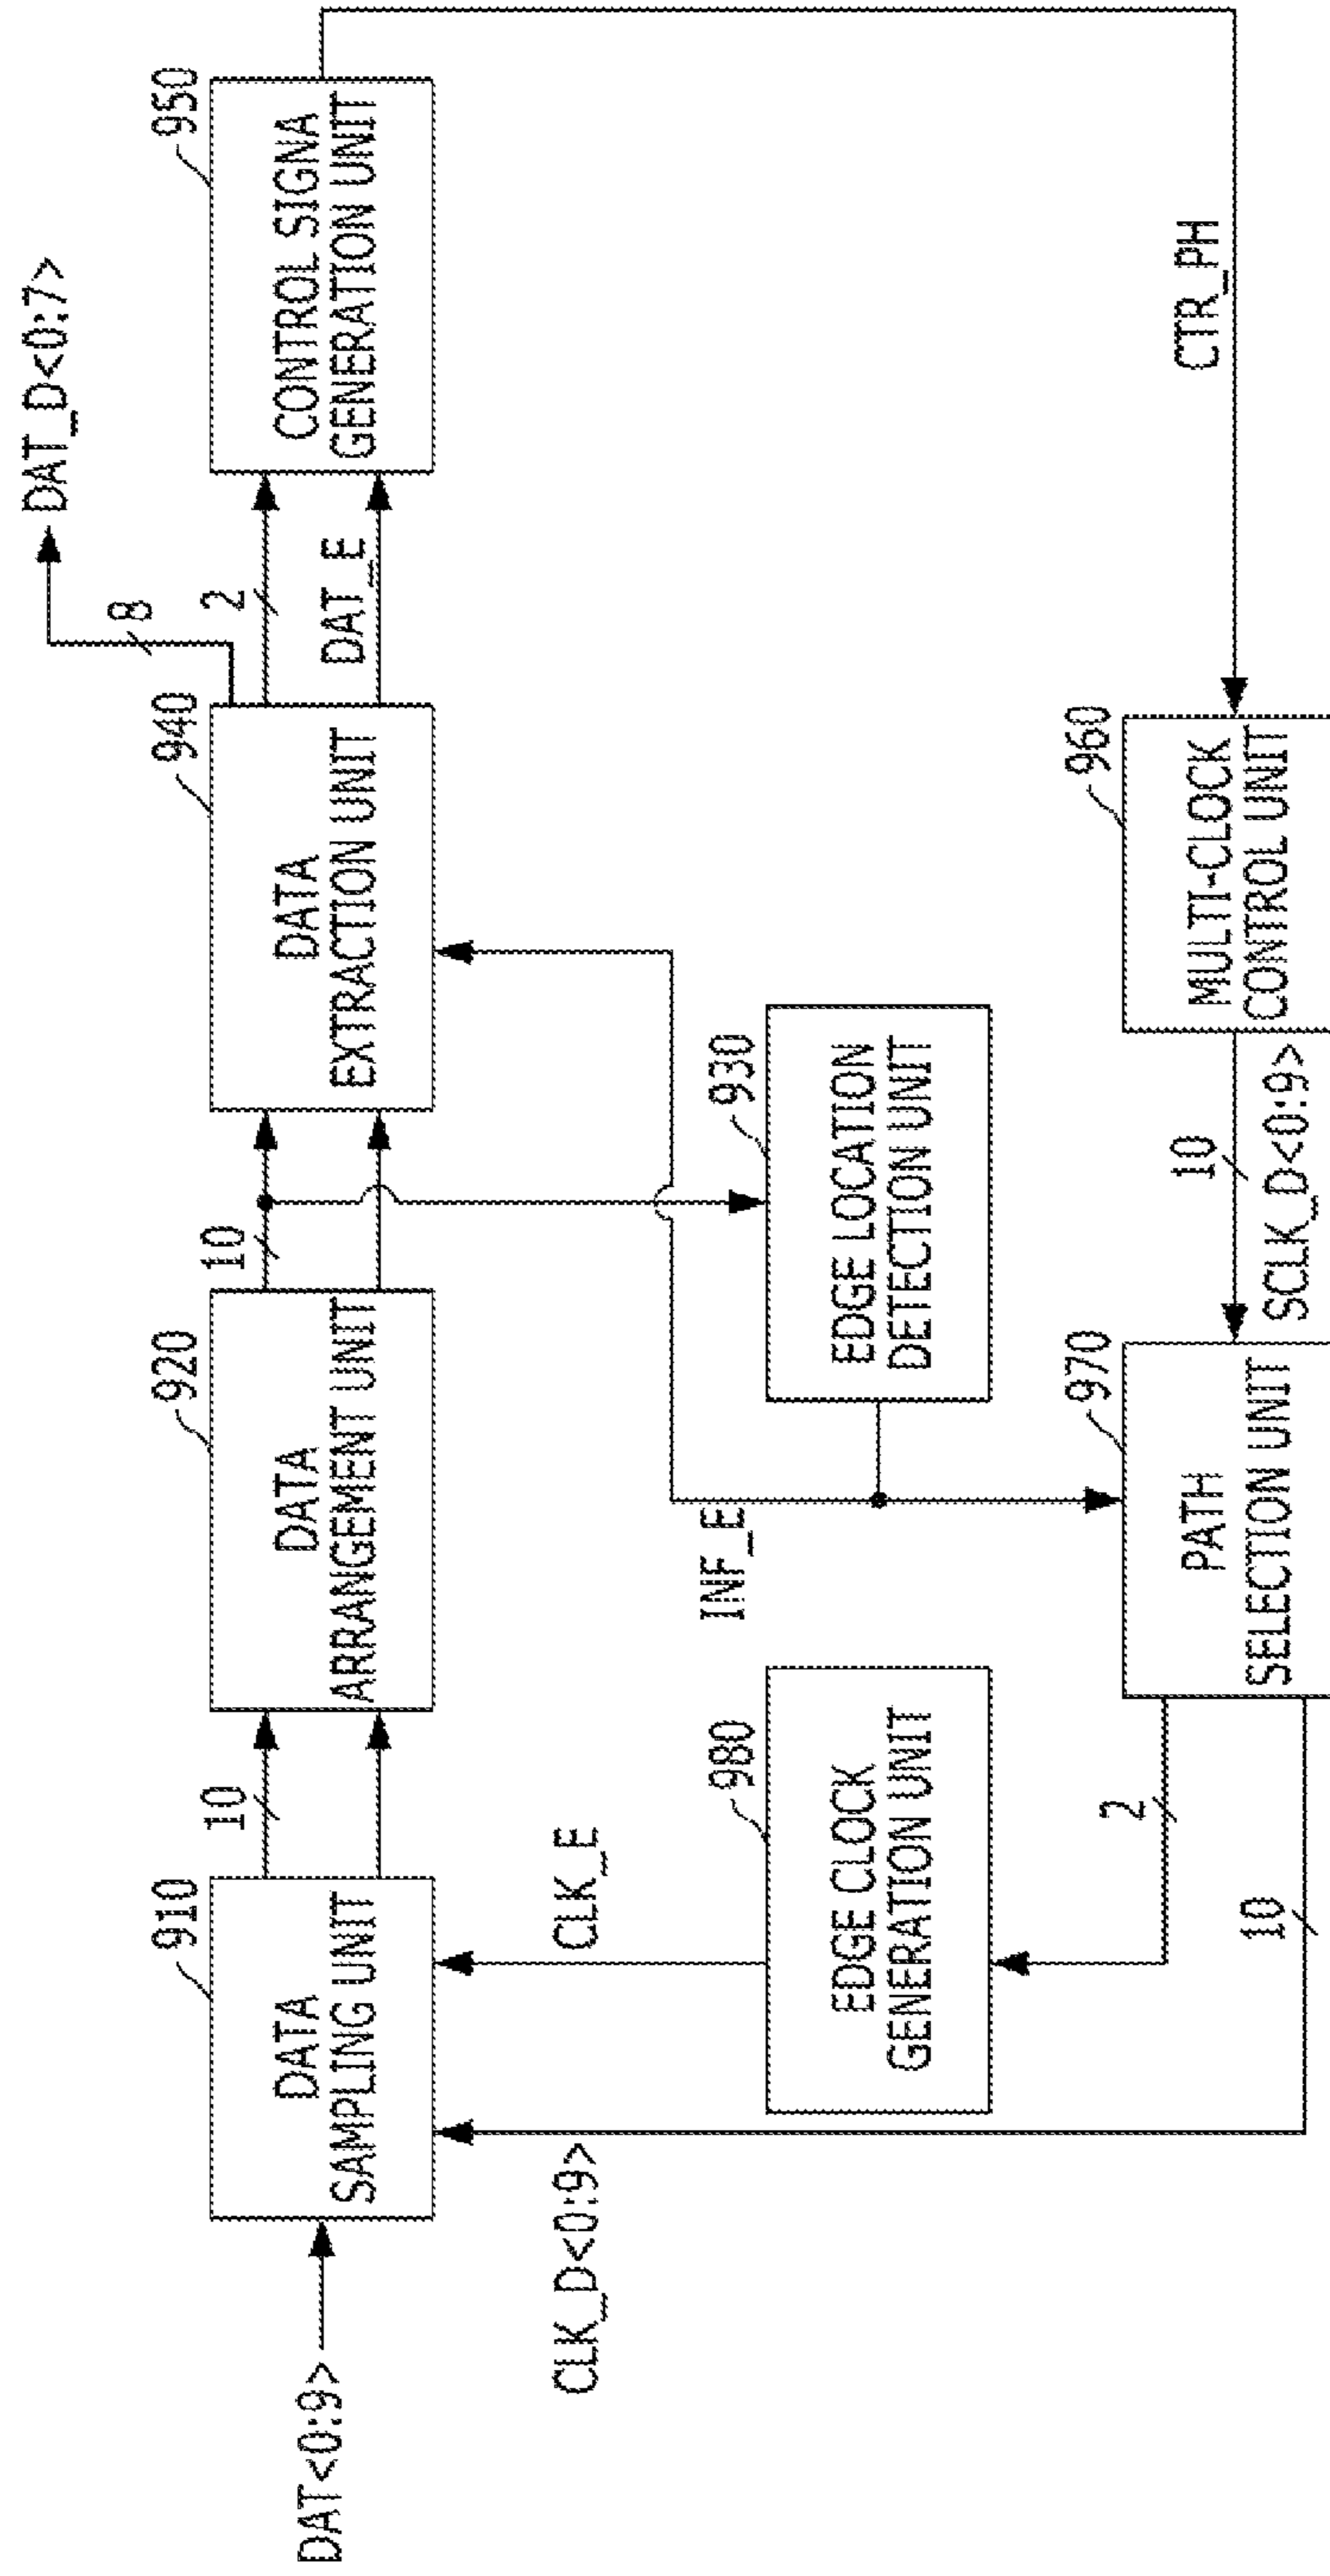 DAT_D<0:7>
8
910
920
940
950
DAT<0:9>
DATA
SAMPLING UNIT
10
DATA
ARRANGEMENT UNIT
10
DATA
EXTRACTION UNIT
2
DAT_E
CONTROL SIGNA
GENERATION UNIT
CLK_D<0:9>
CLK_E
INF_E
980
EDGE CLOCK
GENERATION UNIT
930
EDGE LOCATION
DETECTION UNIT
2
10
970
PATH
SELECTION UNIT
10
SCLK_D<0:9>
960
MULTI-CLOCK
CONTROL UNIT
CTR_PH